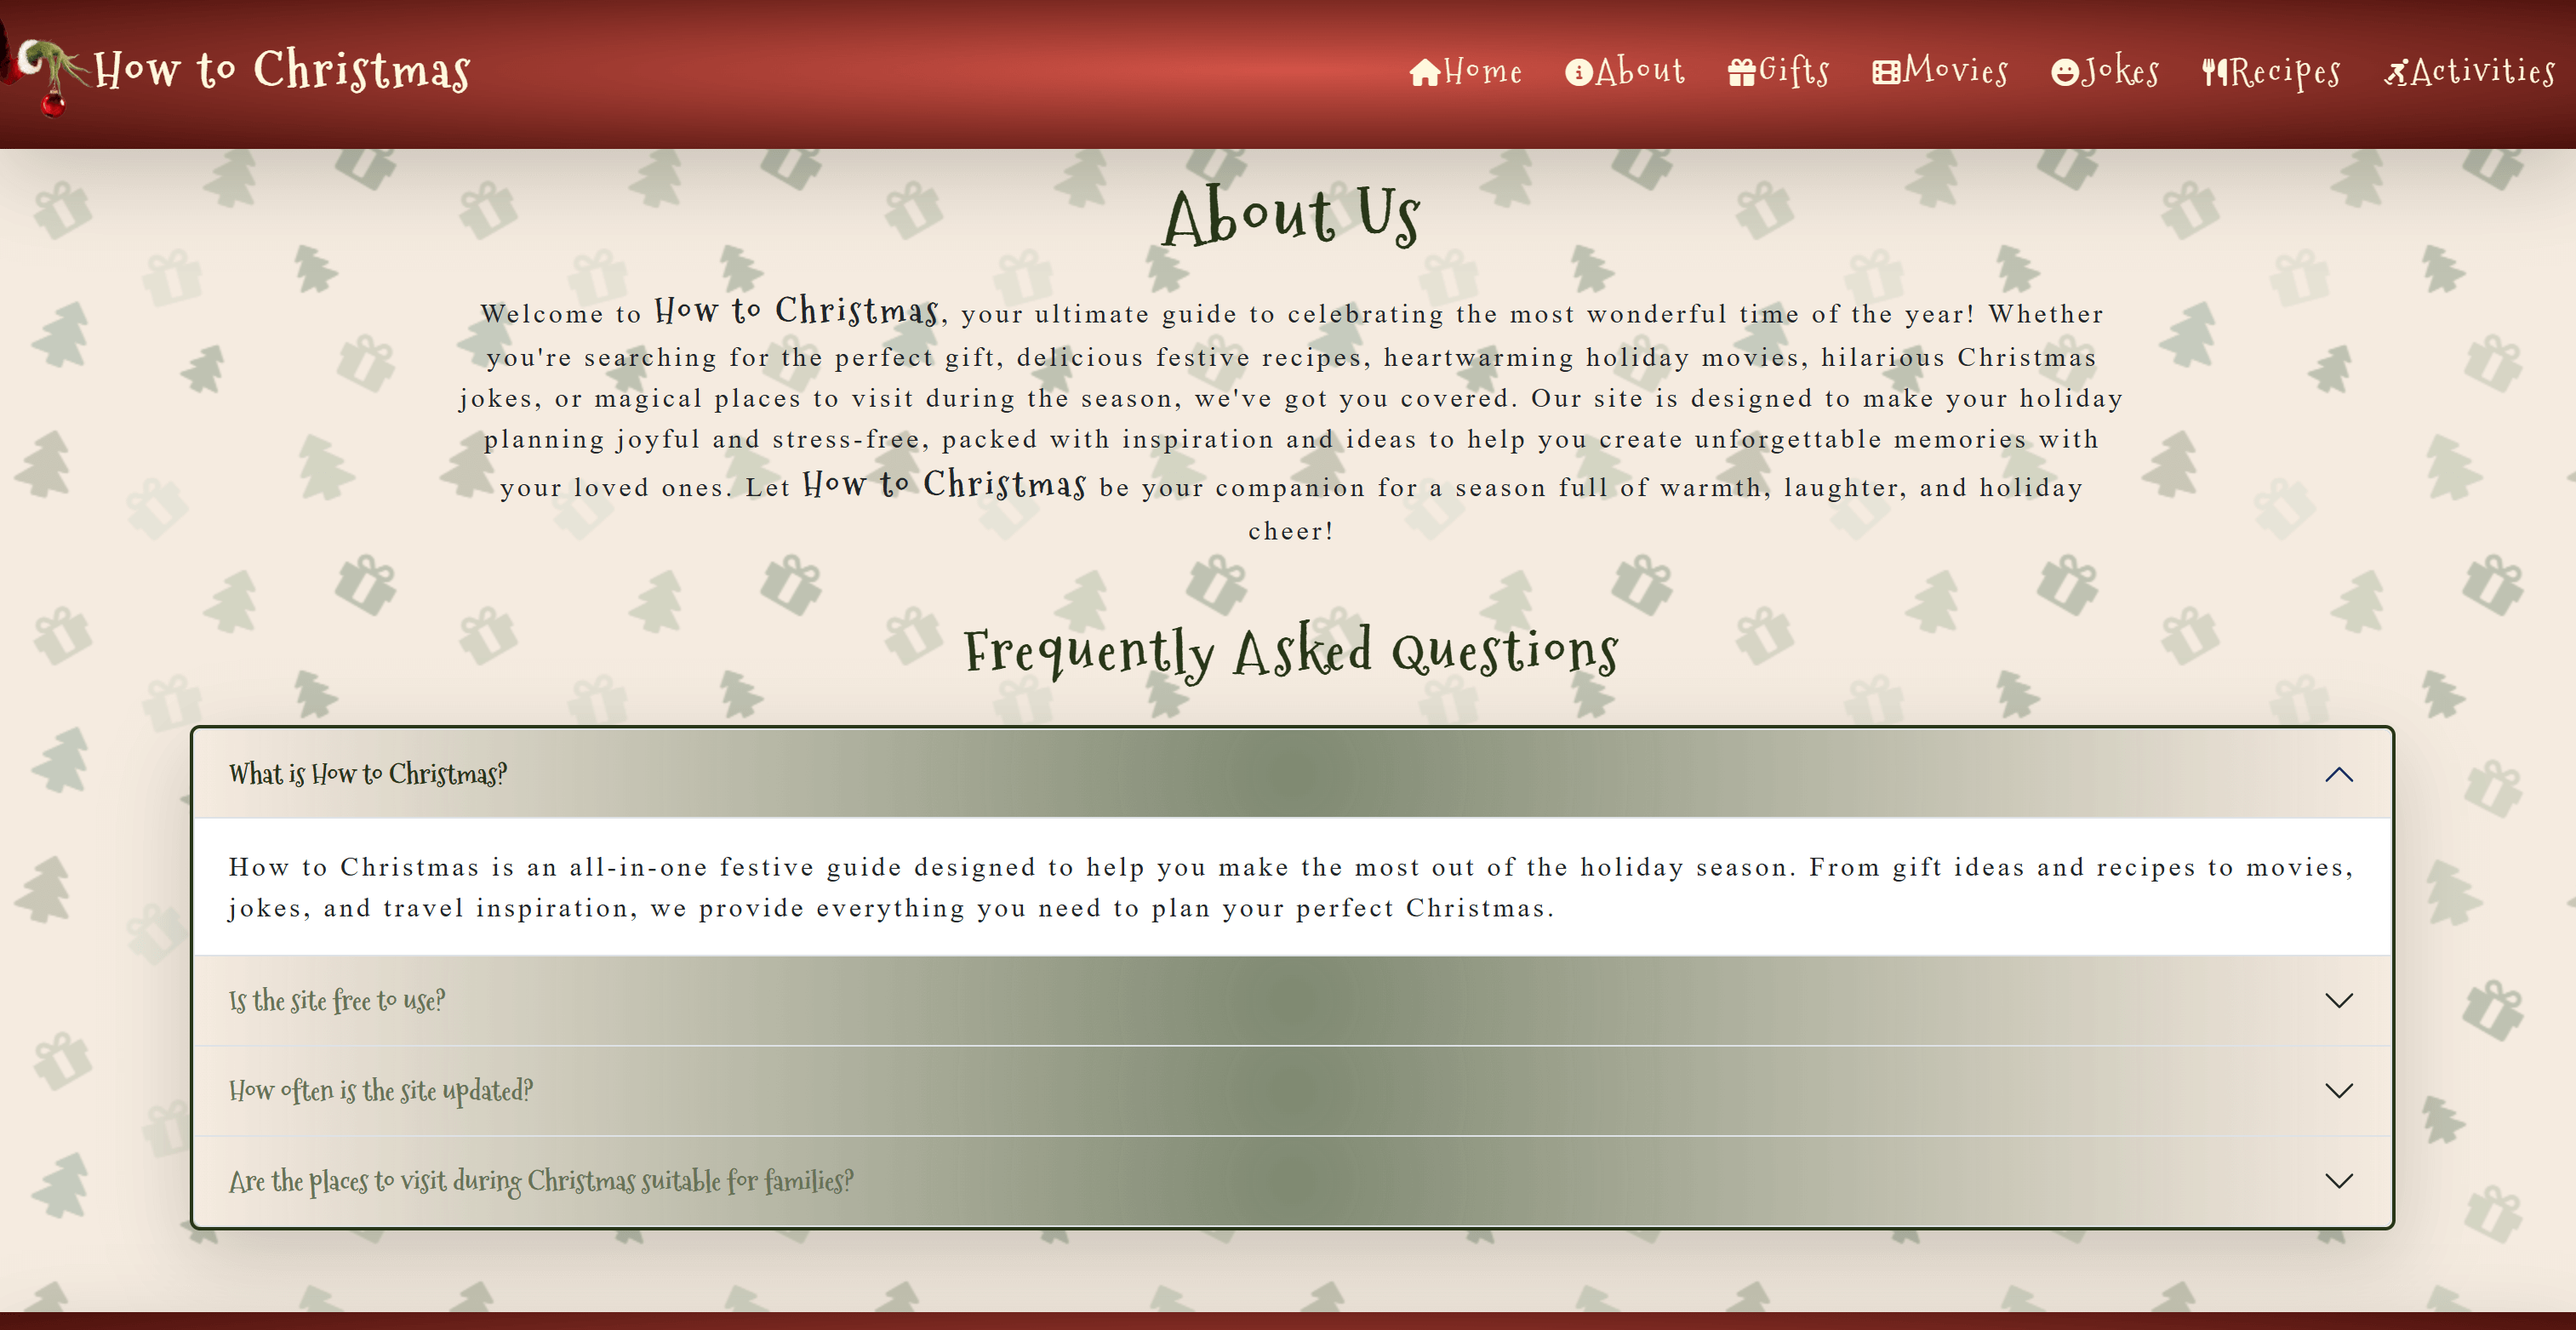 How to Christmas
Home About Gifts Movies Jokes Recipes Activities
About Us
Welcome to How to Christmas, your ultimate guide to celebrating the most wonderful time of the year! Whether
you're searching for the perfect gift, delicious festive recipes, heartwarming holiday movies, hilarious Christmas
jokes, or magical places to visit during the season, we've got you covered. Our site is designed to make your holiday
planning joyful and stress-free, packed with inspiration and ideas to help you create unforgettable memories with
your loved ones. Let How to Christmas be your companion for a season full of warmth, laughter, and holiday
cheer!
Frequently Asked Questions
What is How to Christmas?
How to Christmas is an all-in-one festive guide designed to help you make the most out of the holiday season. From gift ideas and recipes to movies,
jokes, and travel inspiration, we provide everything you need to plan your perfect Christmas.
Is the site free to use?
How often is the site updated?
Are the places to visit during Christmas suitable for families?